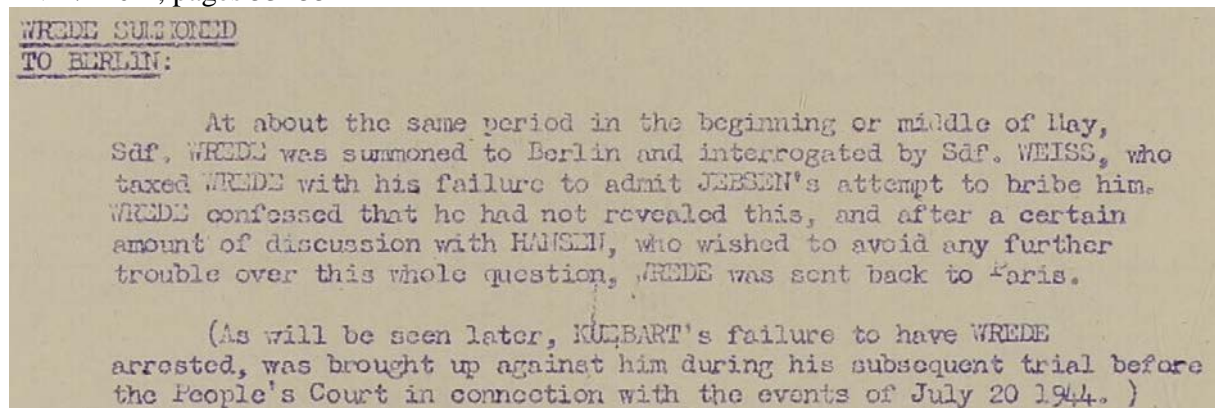 WREDE SUMMONED
TO BERLIN:
At about the same period in the beginning or middle of May,
Sdf. WREDE was summoned to Berlin and interrogated by Sdf. WEISS, who
taxed WREDE with his failure to admit JEBSEN's attempt to bribe him.
WREDE confessed that he had not revealed this, and after a certain
amount of discussion with HANSEN, who wished to avoid any further
trouble over this whole question, WREDE was sent back to Paris.
(As will be seen later, KUEBART's failure to have WREDE
arrested, was brought up against him during his subsequent trial before
the People's Court in connection with the events of July 20 1944. )